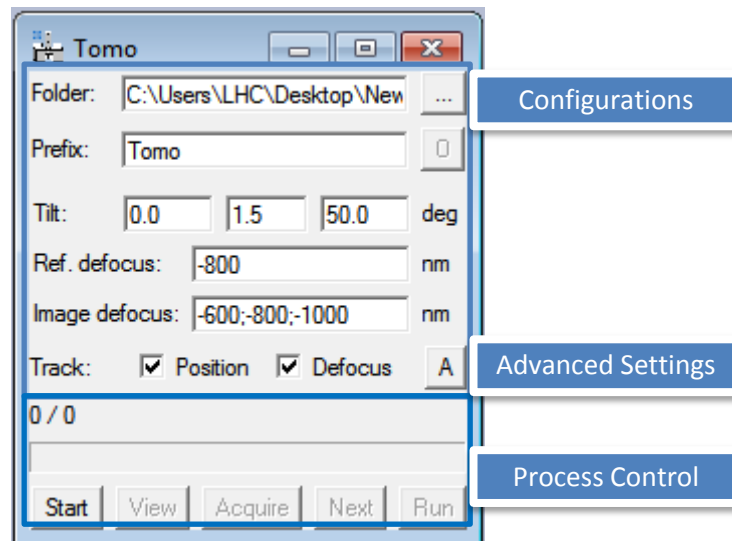 Tomo
Folder: C:\Users\LHC\Desktop\New ...
Configurations
Prefix: Tomo 0
Tilt: 0.0 1.5 50.0 deg
Ref. defocus: -800 nm
Image defocus: -600;-800;-1000 nm
Track: Position Defocus A
Advanced Settings
0 / 0
Process Control
Start View Acquire Next Run